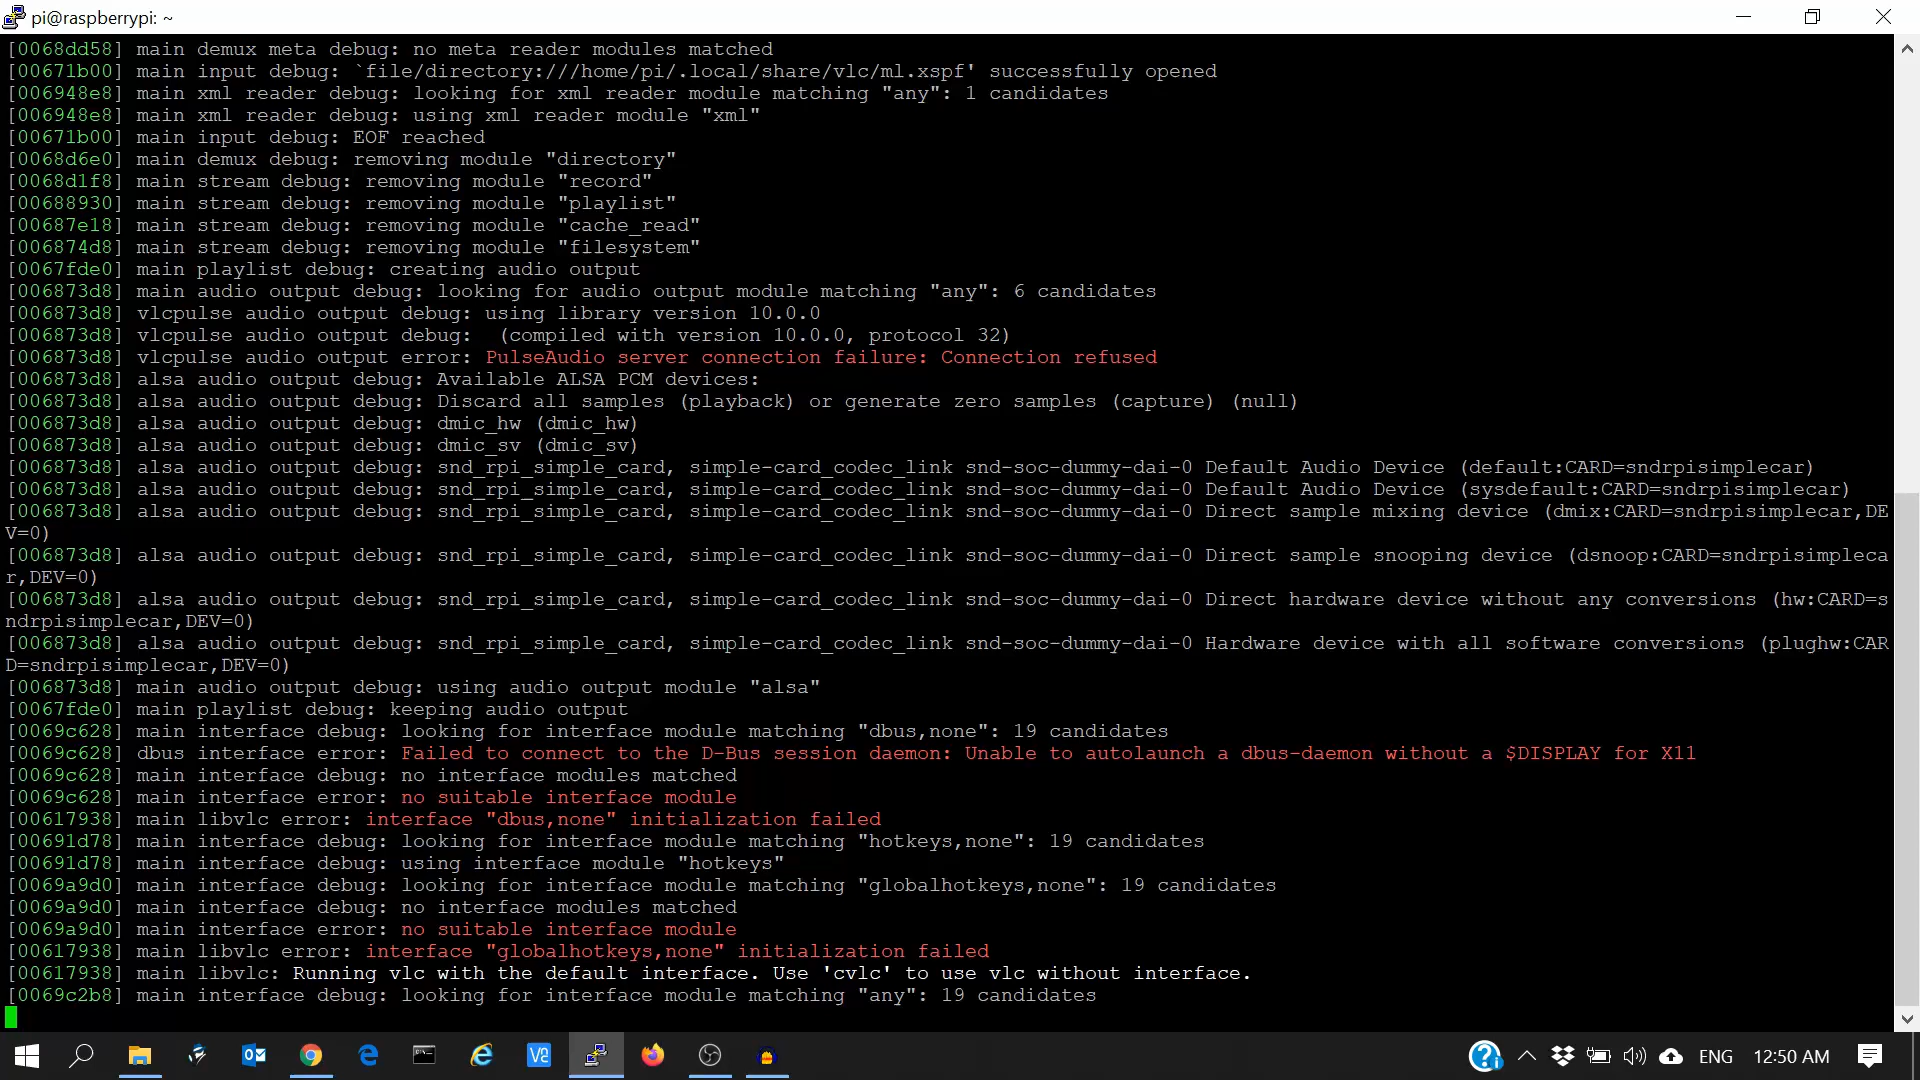 pi@raspberrypi: ~
[0068dd58] main demux meta debug: no meta reader modules matched
[00671b00] main input debug: `file/directory:///home/pi/.local/share/vlc/ml.xspf' successfully opened
[006948e8] main xml reader debug: looking for xml reader module matching "any": 1 candidates
[006948e8] main xml reader debug: using xml reader module "xml"
[00671b00] main input debug: EOF reached
[0068d6e0] main demux debug: removing module "directory"
[0068d1f8] main stream debug: removing module "record"
[00688930] main stream debug: removing module "playlist"
[00687e18] main stream debug: removing module "cache_read"
[006874d8] main stream debug: removing module "filesystem"
[0067fde0] main playlist debug: creating audio output
[006873d8] main audio output debug: looking for audio output module matching "any": 6 candidates
[006873d8] vlcpulse audio output debug: using library version 10.0.0
[006873d8] vlcpulse audio output debug:  (compiled with version 10.0.0, protocol 32)
[006873d8] vlcpulse audio output error: PulseAudio server connection failure: Connection refused
[006873d8] alsa audio output debug: Available ALSA PCM devices:
[006873d8] alsa audio output debug: Discard all samples (playback) or generate zero samples (capture) (null)
[006873d8] alsa audio output debug: dmic_hw (dmic_hw)
[006873d8] alsa audio output debug: dmic_sv (dmic_sv)
[006873d8] alsa audio output debug: snd_rpi_simple_card, simple-card_codec_link snd-soc-dummy-dai-0 Default Audio Device (default:CARD=sndrpisimplecar)
[006873d8] alsa audio output debug: snd_rpi_simple_card, simple-card_codec_link snd-soc-dummy-dai-0 Default Audio Device (sysdefault:CARD=sndrpisimplecar)
[006873d8] alsa audio output debug: snd_rpi_simple_card, simple-card_codec_link snd-soc-dummy-dai-0 Direct sample mixing device (dmix:CARD=sndrpisimplecar,DE
V=0)
[006873d8] alsa audio output debug: snd_rpi_simple_card, simple-card_codec_link snd-soc-dummy-dai-0 Direct sample snooping device (dsnoop:CARD=sndrpisimpleca
r,DEV=0)
[006873d8] alsa audio output debug: snd_rpi_simple_card, simple-card_codec_link snd-soc-dummy-dai-0 Direct hardware device without any conversions (hw:CARD=s
ndrpisimplecar,DEV=0)
[006873d8] alsa audio output debug: snd_rpi_simple_card, simple-card_codec_link snd-soc-dummy-dai-0 Hardware device with all software conversions (plughw:CAR
D=sndrpisimplecar,DEV=0)
[006873d8] main audio output debug: using audio output module "alsa"
[0067fde0] main playlist debug: keeping audio output
[0069c628] main interface debug: looking for interface module matching "dbus,none": 19 candidates
[0069c628] dbus interface error: Failed to connect to the D-Bus session daemon: Unable to autolaunch a dbus-daemon without a $DISPLAY for X11
[0069c628] main interface debug: no interface modules matched
[0069c628] main interface error: no suitable interface module
[00617938] main libvlc error: interface "dbus,none" initialization failed
[00691d78] main interface debug: looking for interface module matching "hotkeys,none": 19 candidates
[00691d78] main interface debug: using interface module "hotkeys"
[0069a9d0] main interface debug: looking for interface module matching "globalhotkeys,none": 19 candidates
[0069a9d0] main interface debug: no interface modules matched
[0069a9d0] main interface error: no suitable interface module
[00617938] main libvlc error: interface "globalhotkeys,none" initialization failed
[00617938] main libvlc: Running vlc with the default interface. Use 'cvlc' to use vlc without interface.
[0069c2b8] main interface debug: looking for interface module matching "any": 19 candidates
ENG 12:50 AM